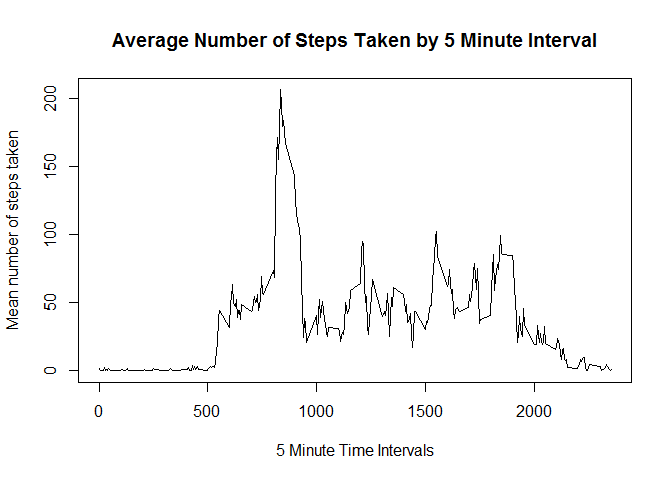 Average Number of Steps Taken by 5 Minute Interval
Mean number of steps taken
200
150
100
50
0
0 500 1000 1500 2000
5 Minute Time Intervals